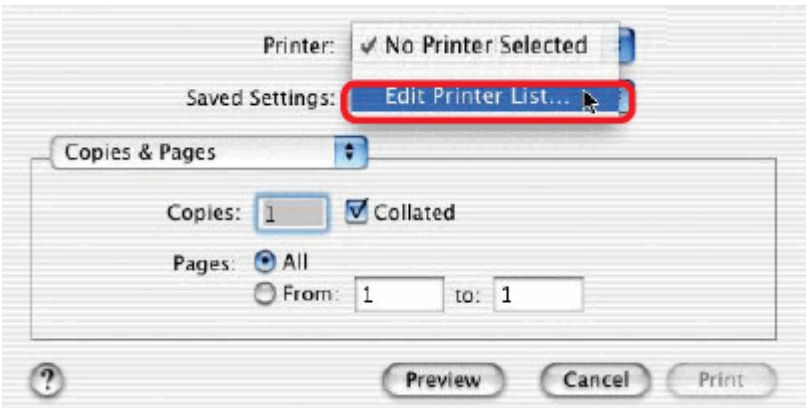 Printer: No Printer Selected
Saved Settings: Edit Printer List...
Copies & Pages
Copies: 1 Collated
Pages: All
From: 1 to: 1
? Preview Cancel Print